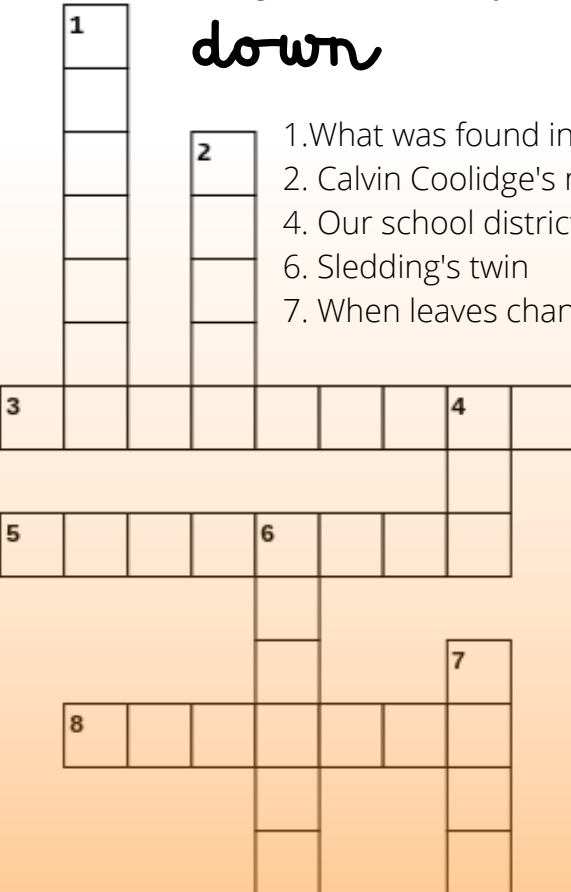 1
down
2
1.What was found in
2. Calvin Coolidge's
4. Our school district
6. Sledding's twin
7. When leaves
3
4
5
6
7
8